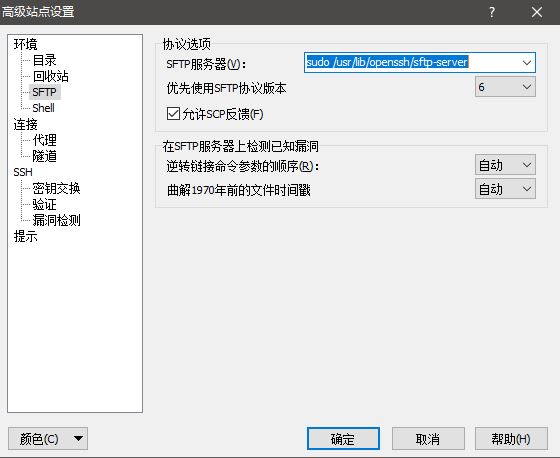 高级站点设置
环境
目录
回收站
SFTP
Shell
连接
代理
隧道
SSH
密钥交换
验证
漏洞检测
提示
协议选项
SFTP服务器(V)：
sudo /usr/lib/openssh/sftp-server
优先使用SFTP协议版本
6
允许SCP反馈(F)
在SFTP服务器上检测已知漏洞
逆转链接命令参数的顺序(R)：
自动
曲解1970年前的文件时间戳
自动
颜色(C)
确定
取消
帮助(H)